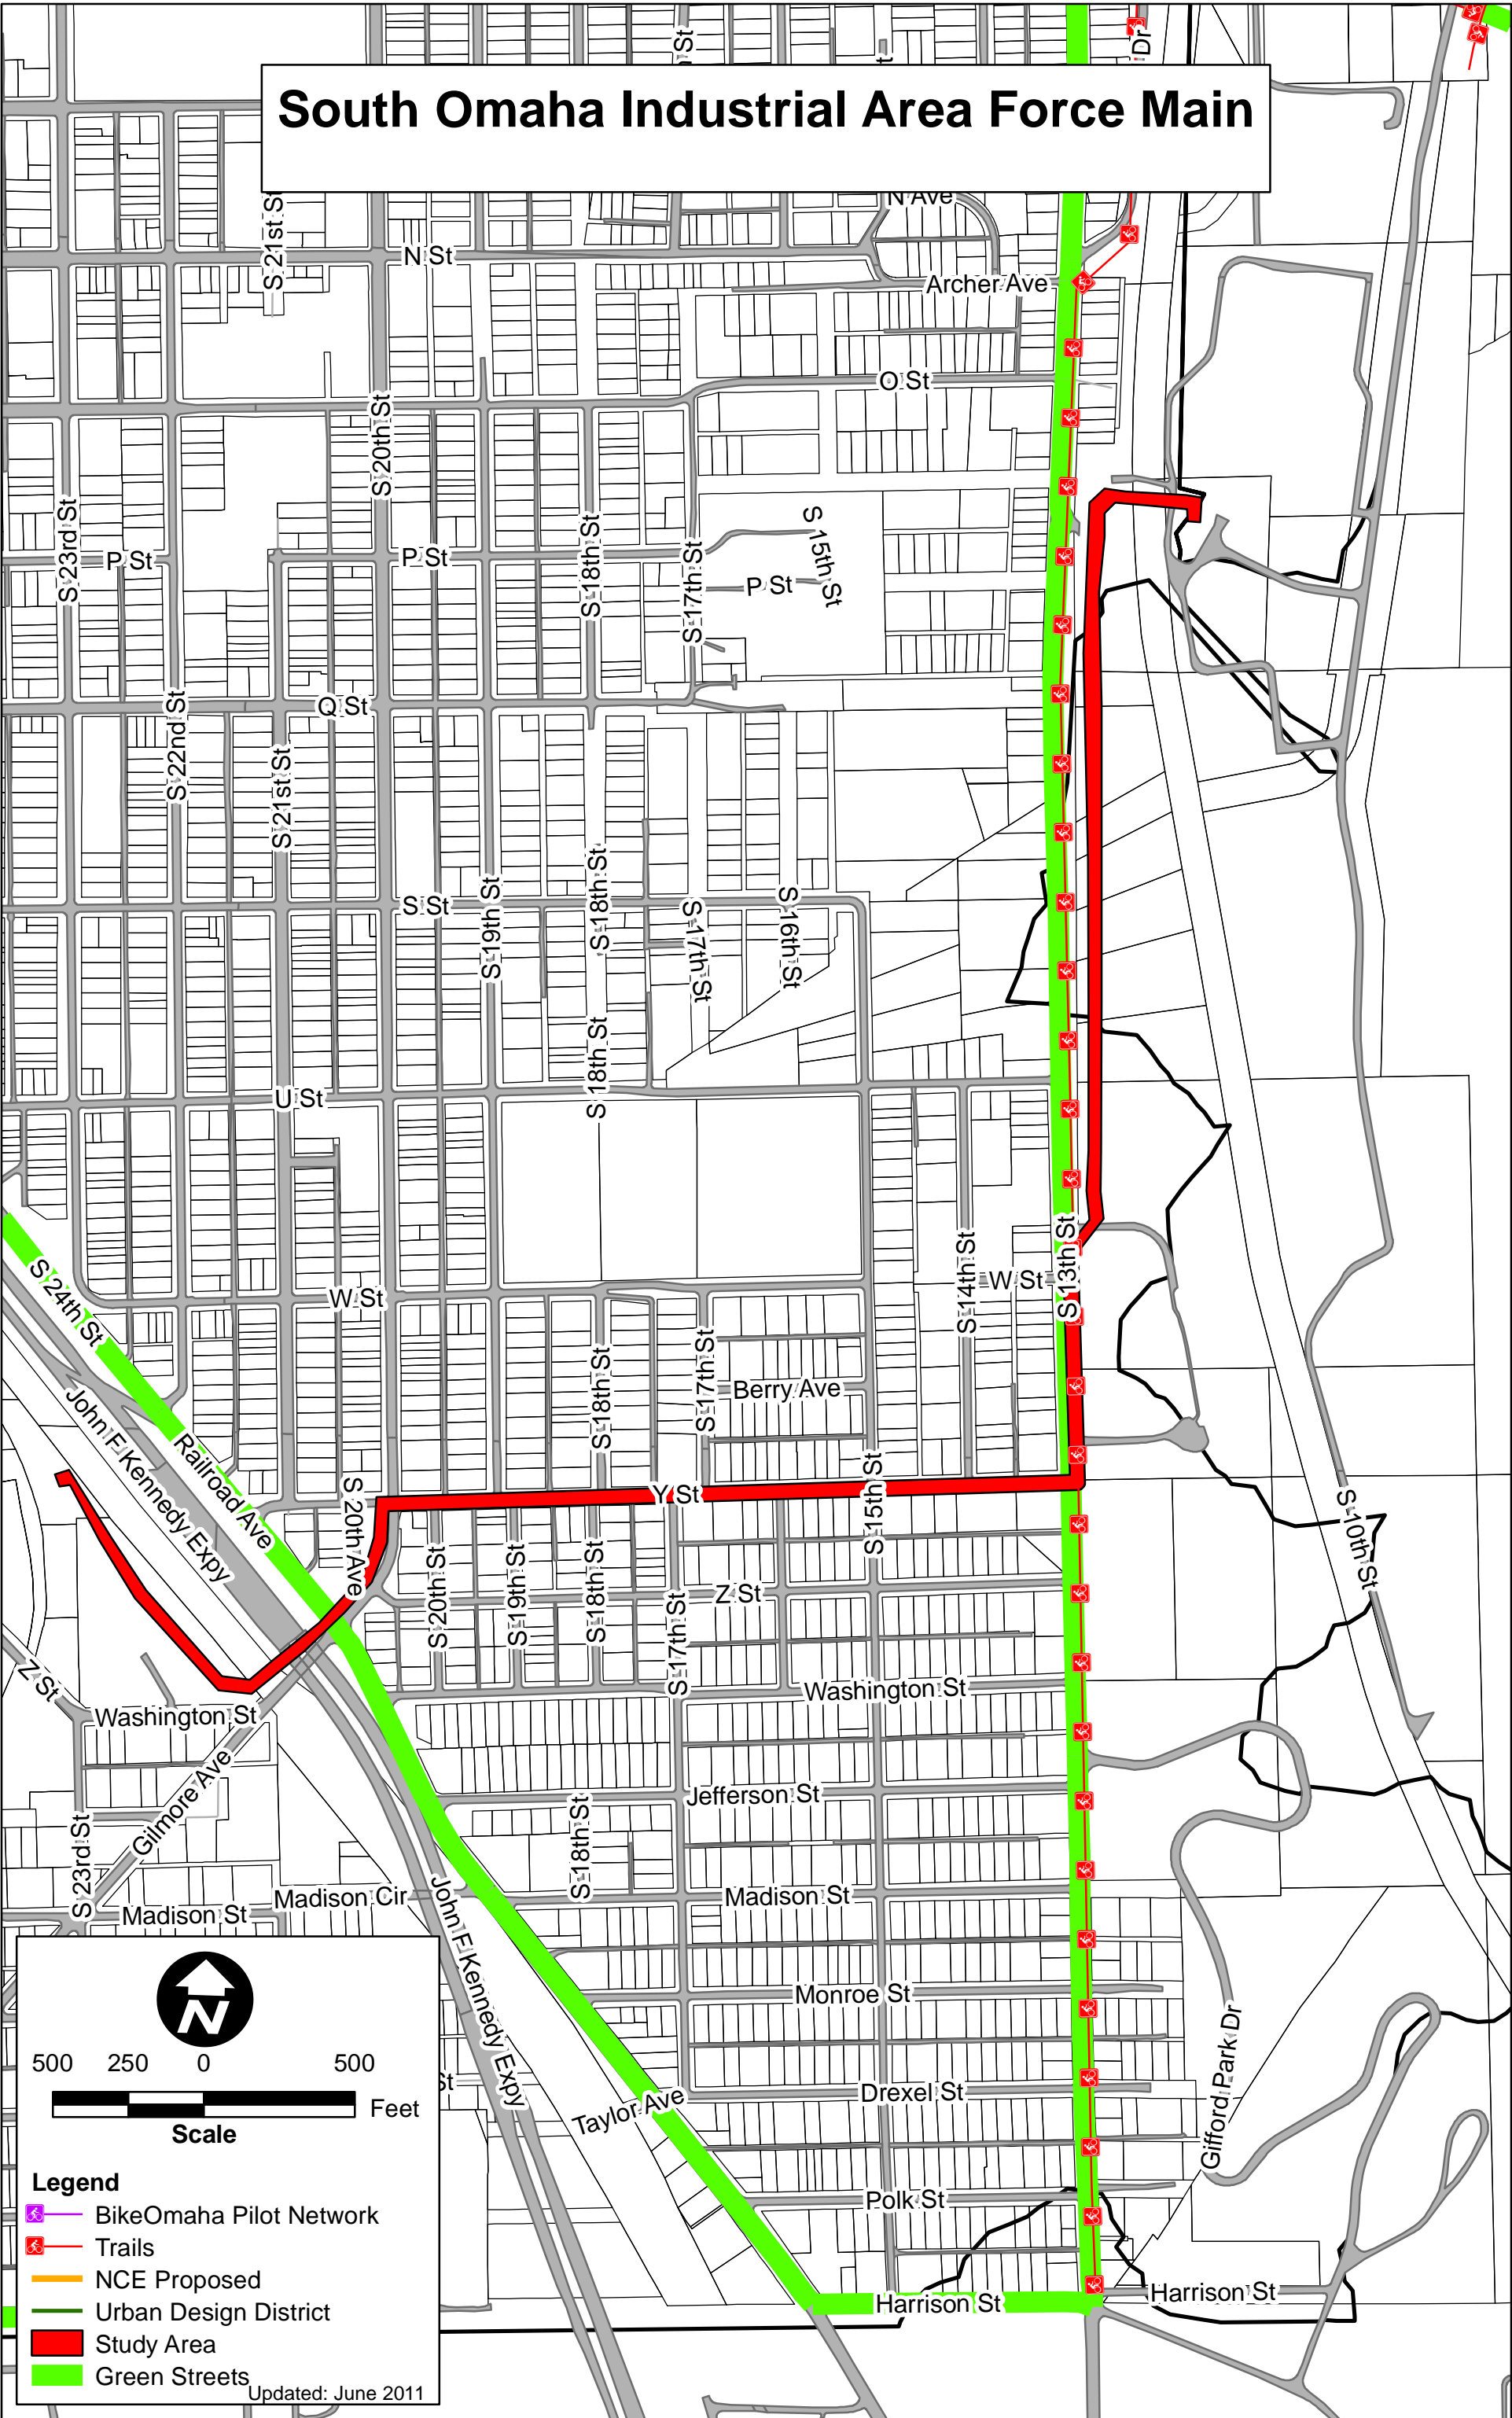 St
Dr
South Omaha Industrial Area Force Main
N Ave
S 21st St
N St
Archer Ave
O St
S 20th St
S 23rd St
P St
P St
S 18th St
S 17th St
P St
S 15th St
S 22nd St
Q St
S 21st St
S St
S 19th St
S 18th St
S 17th St
S 16th St
S 18th St
U St
S 13th St
S 14th St
W St
W St
S 24th St
S 18th St
S 17th St
Berry Ave
John F Kennedy Expy
Railroad Ave
S 20th Ave
Y St
S 15th St
S 10th St
S 20th St
S 19th St
S 18th St
S 17th St
Z St
Z St
Washington St
Washington St
Gilmore Ave
Jefferson St
S 18th St
S 23rd St
Madison St
Madison Cir
Madison St
John F Kennedy Expy
Monroe St
Gifford Park Dr
St
Taylor Ave
Drexel St
Polk St
Harrison St
Harrison St
N
500 250 0 500
Feet
Scale
Legend
BikeOmaha Pilot Network
Trails
NCE Proposed
Urban Design District
Study Area
Green Streets
Updated: June 2011